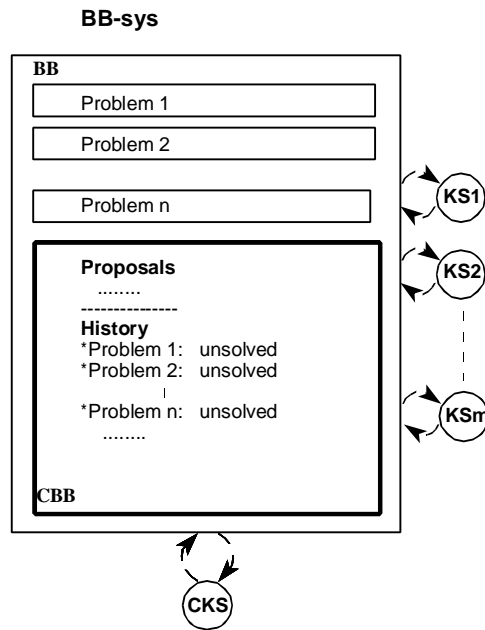 BB-sys
BB
Problem 1
Problem 2
Problem n
KS1
Proposals
........
KS2
---------------
History
*Problem 1: unsolved
*Problem 2: unsolved
*Problem n: unsolved
........
KSm
CBB
CKS